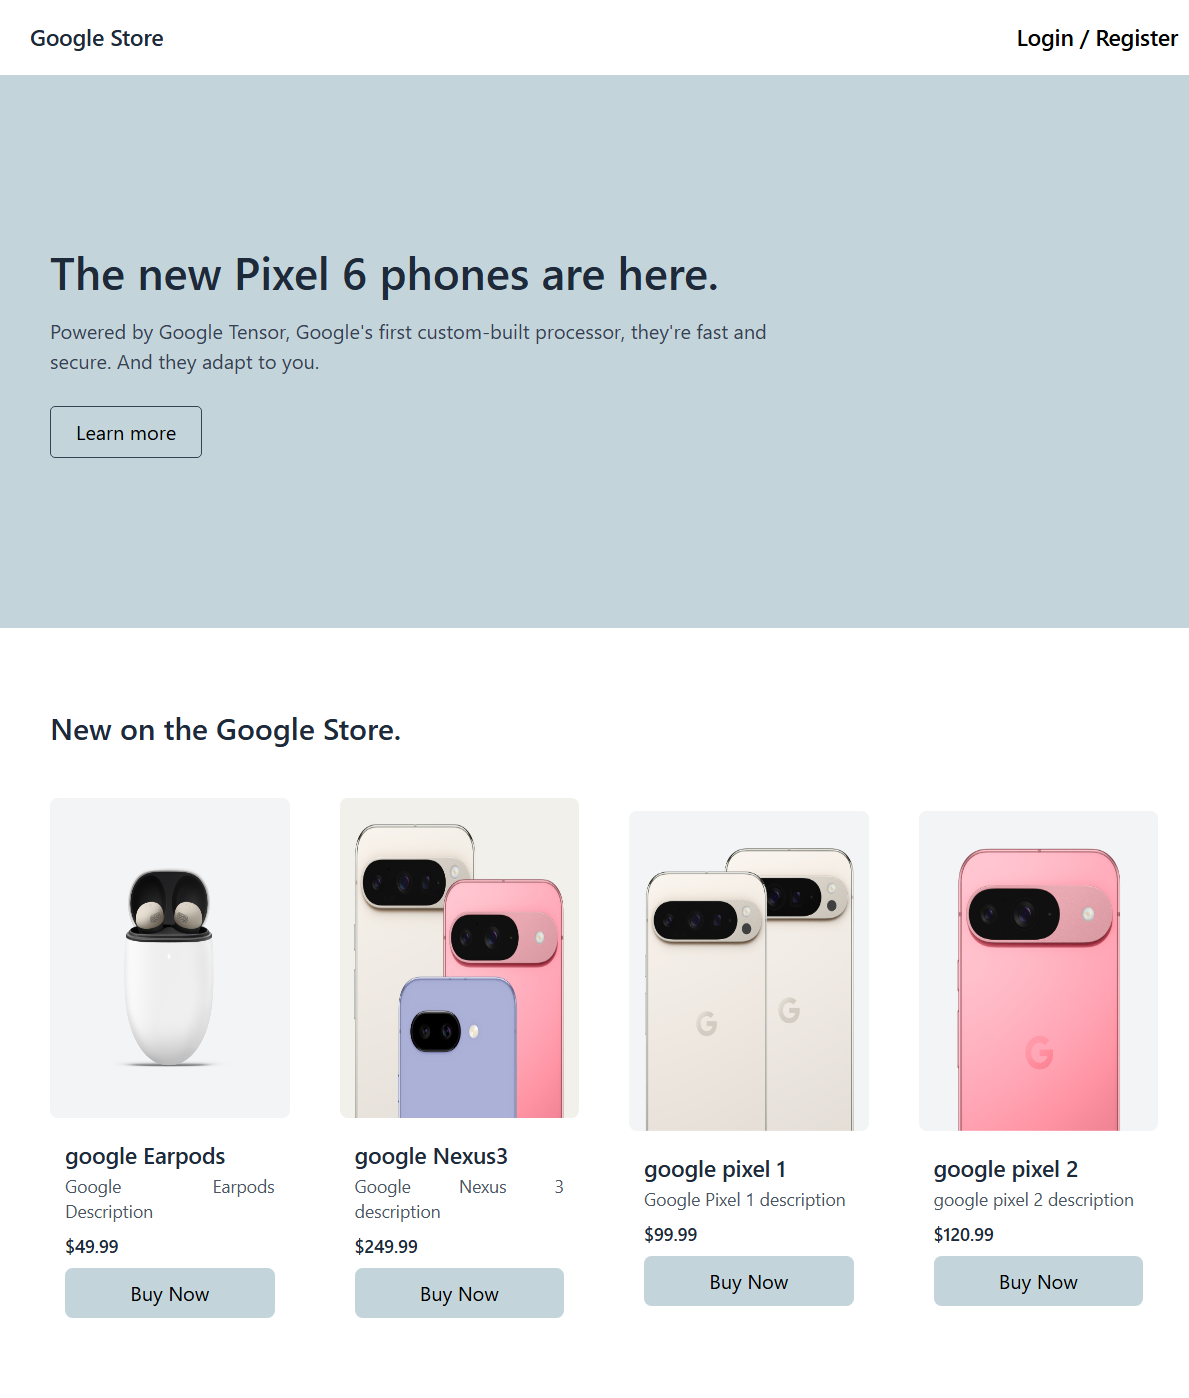 Google Store
Login / Register
The new Pixel 6 phones are here.
Powered by Google Tensor, Google's first custom-built processor, they're fast and
secure. And they adapt to you.
Learn more
New on the Google Store.
google Earpods
Google Earpods
Description
$49.99
Buy Now
google Nexus3
Google Nexus 3
description
$249.99
Buy Now
G
G
google pixel 1
Google Pixel 1 description
$99.99
Buy Now
G
google pixel 2
google pixel 2 description
$120.99
Buy Now